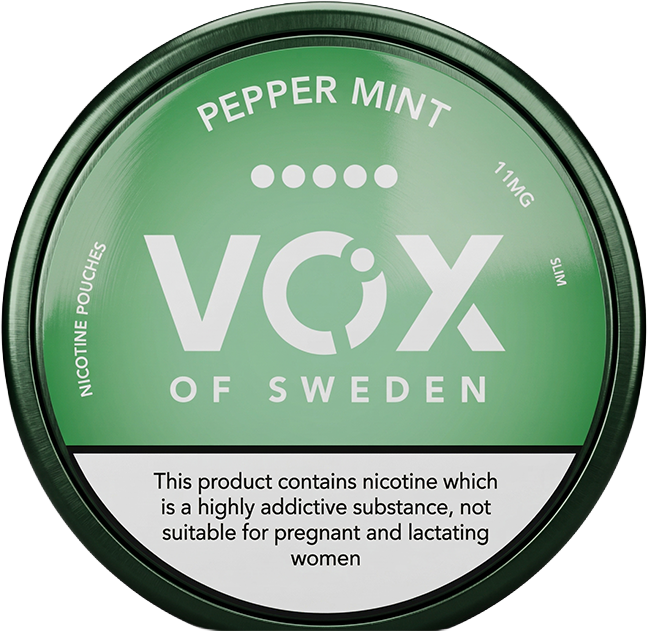 PEPPER MINT
11MG
SLIM
NICOTINE POUCHES
VOX
OF SWEDEN
This product contains nicotine which
is a highly addictive substance, not
suitable for pregnant and lactating
women